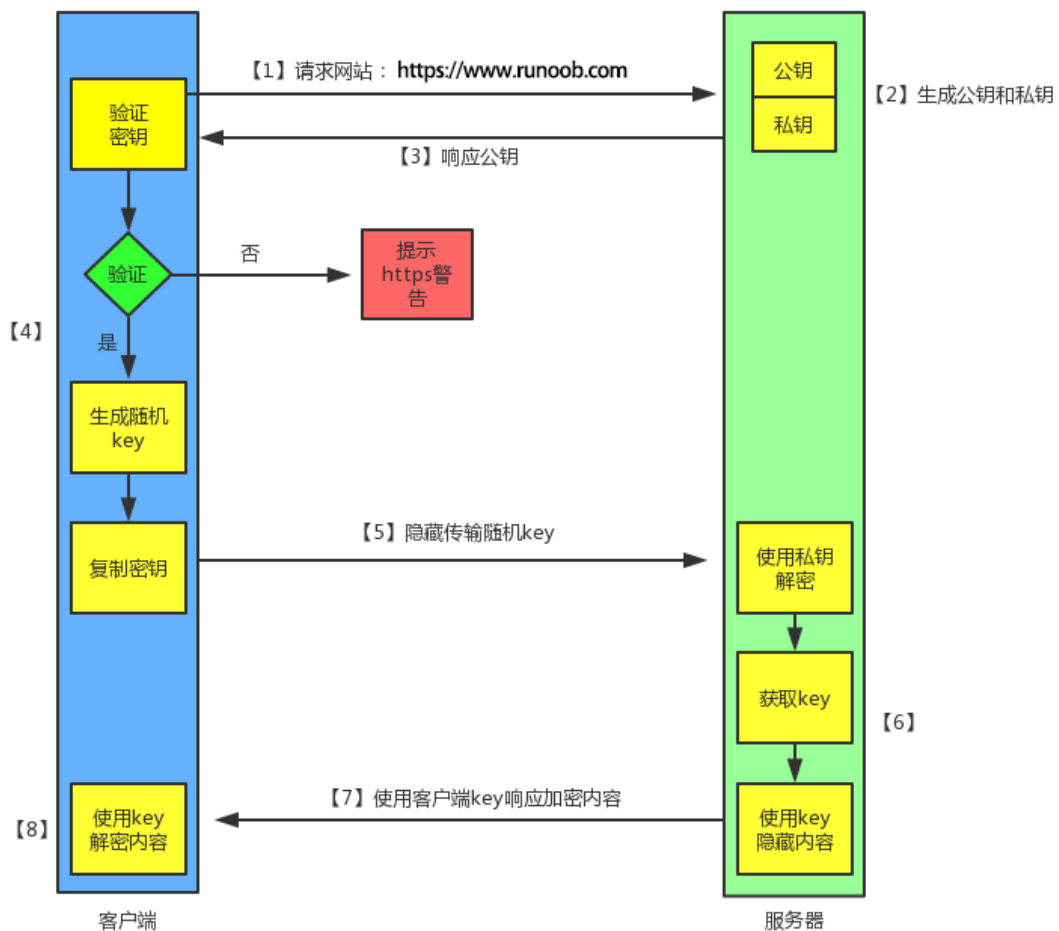 【1】请求网站： https://www.runoob.com
公钥
私钥
【2】生成公钥和私钥
验证
密钥
【3】响应公钥
验证
否
提示
https警
告
【4】
是
生成随机
key
复制密钥
【5】隐藏传输随机key
使用私钥
解密
获取key
【6】
【7】使用客户端key响应加密内容
使用key
隐藏内容
【8】
使用key
解密内容
客户端
服务器